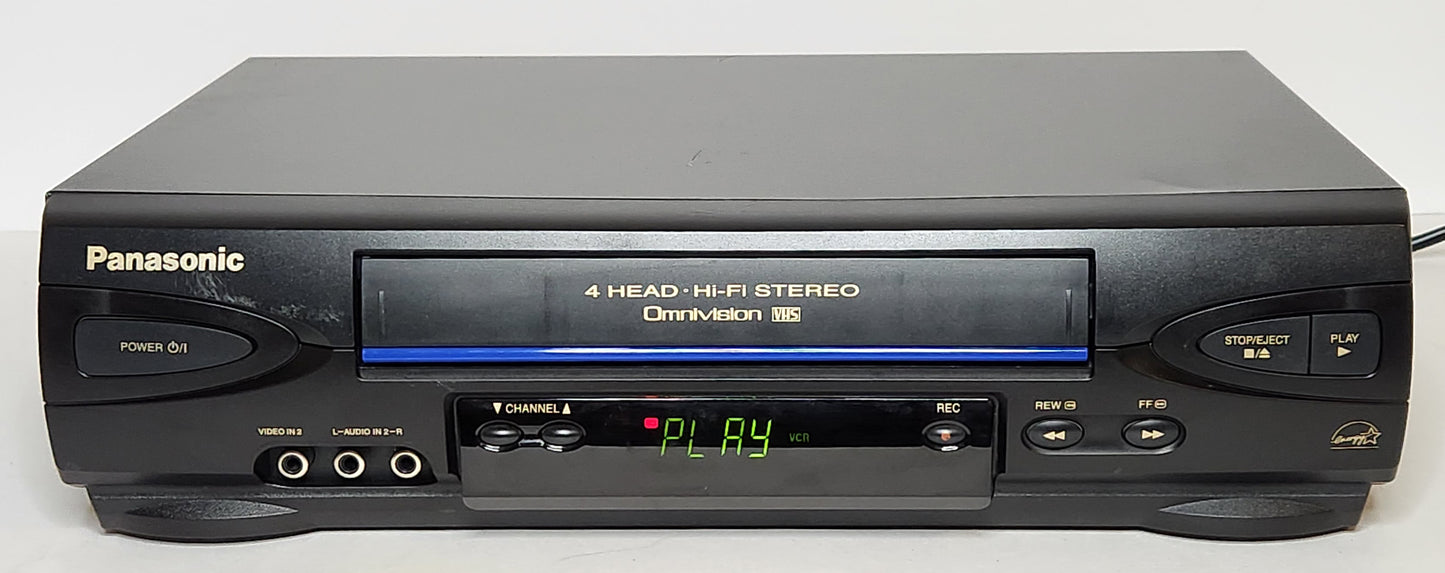 Panasonic
4 HEAD · Hi-Fi STEREO
Omnivision VHS
POWER ⏻/I
STOP/EJECT
■/⏏
PLAY
▶
▼ CHANNEL ▲
REC
REW
◀◀
FF
▶▶
VIDEO IN 2
L-AUDIO IN 2-R
PLAY VCR
energy